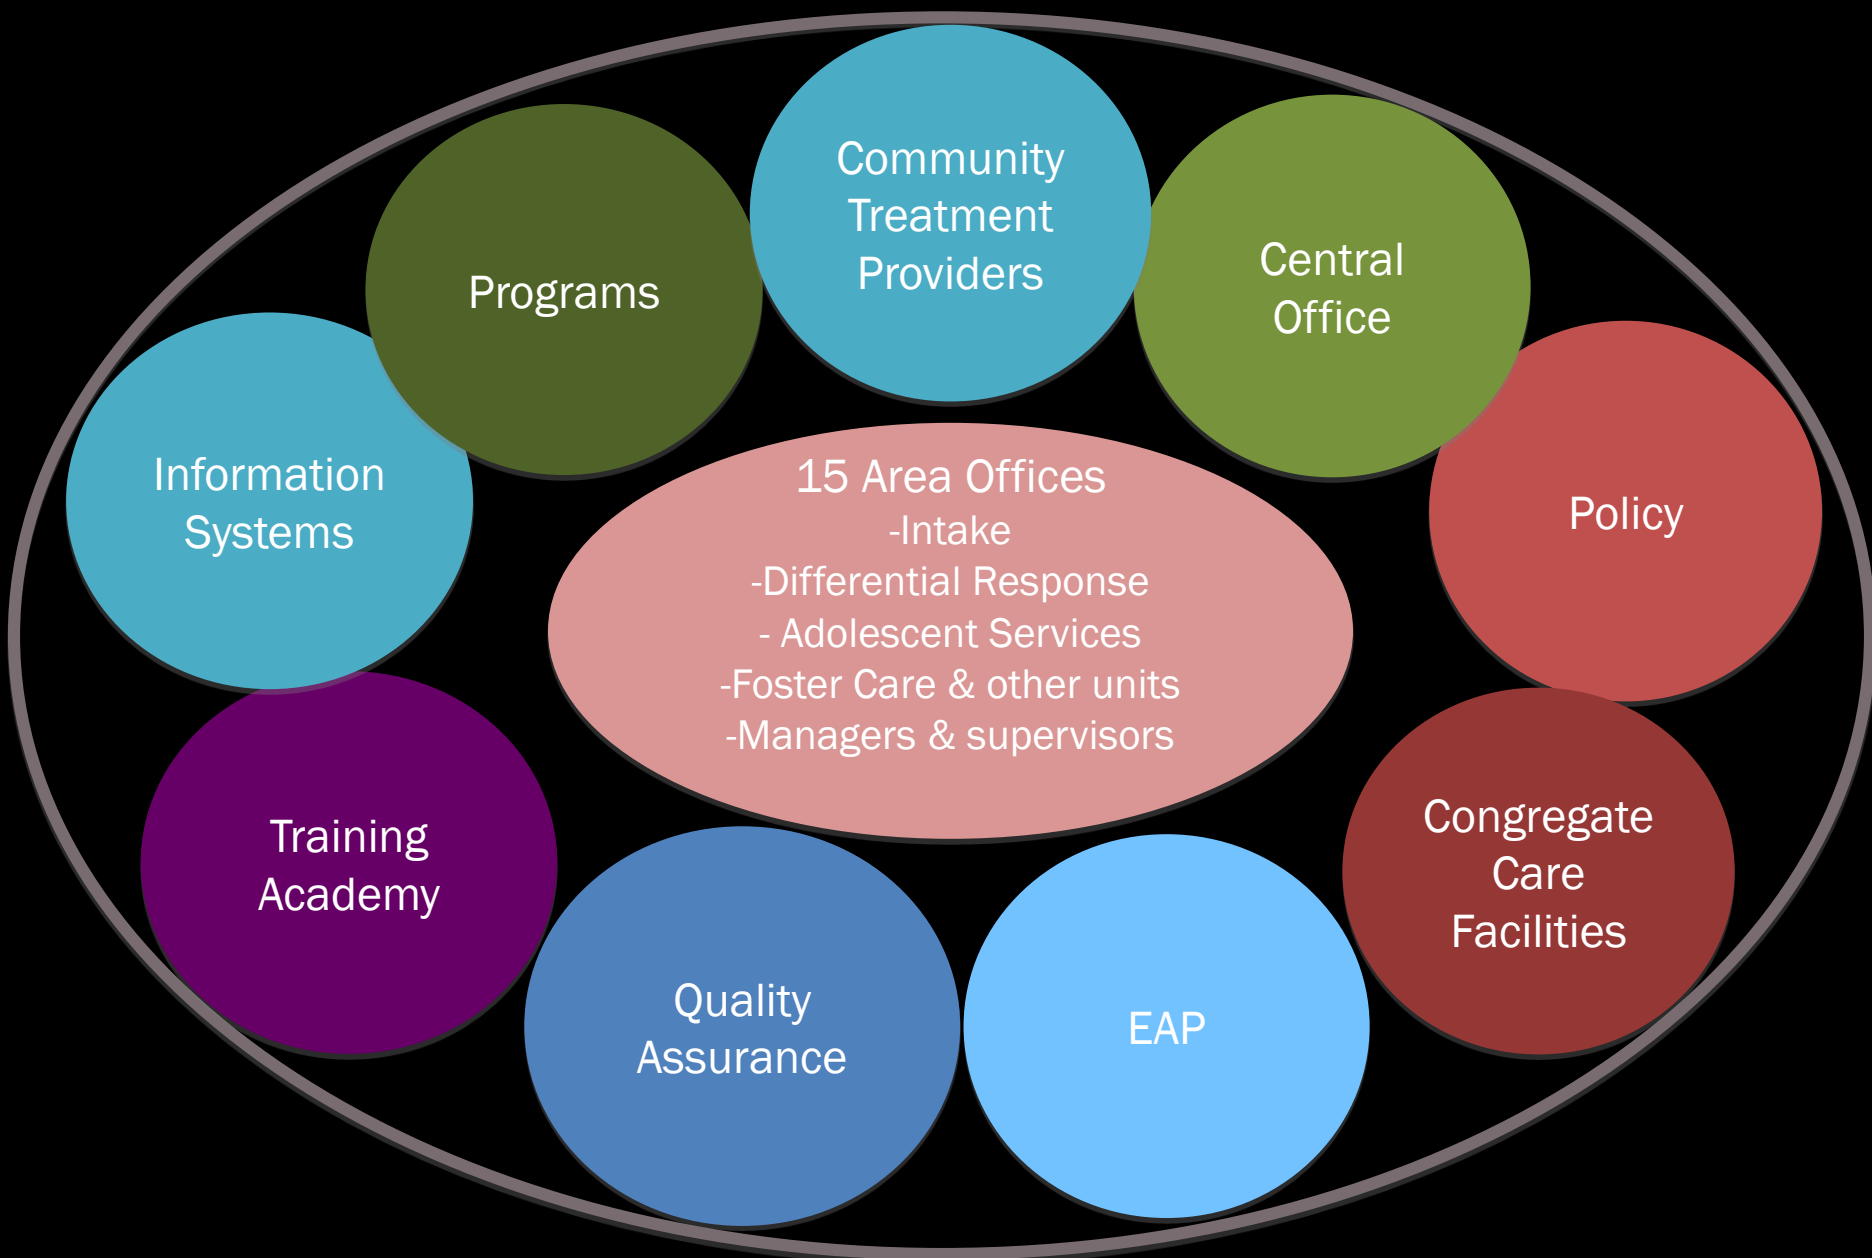 Community
Treatment
Providers
Programs
Central
Office
Information
Systems
Policy
15 Area Offices
-Intake
-Differential Response
- Adolescent Services
-Foster Care & other units
-Managers & supervisors
Training
Academy
Congregate
Care
Facilities
Quality
Assurance
EAP